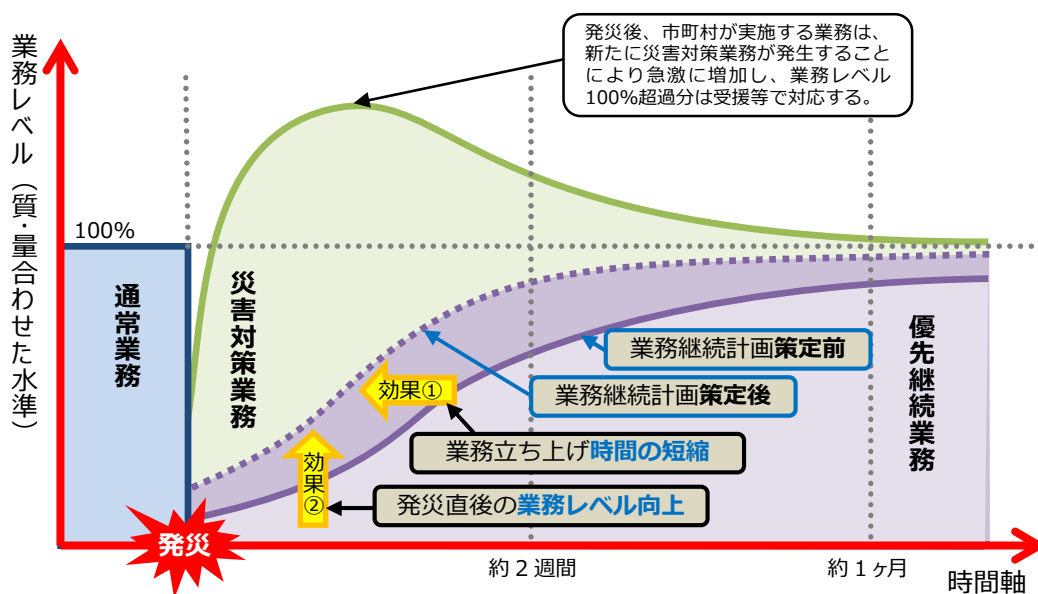 発災後、市町村が実施する業務は、
新たに災害対策業務が発生すること
により急激に増加し、業務レベル
100%超過分は受援等で対応する。
業務レベル（質・量合わせた水準）
100%
通常業務
災害対策業務
優先継続業務
業務継続計画策定前
業務継続計画策定後
効果①
業務立ち上げ時間の短縮
効果②
発災直後の業務レベル向上
発災
約２週間
約１ヶ月
時間軸